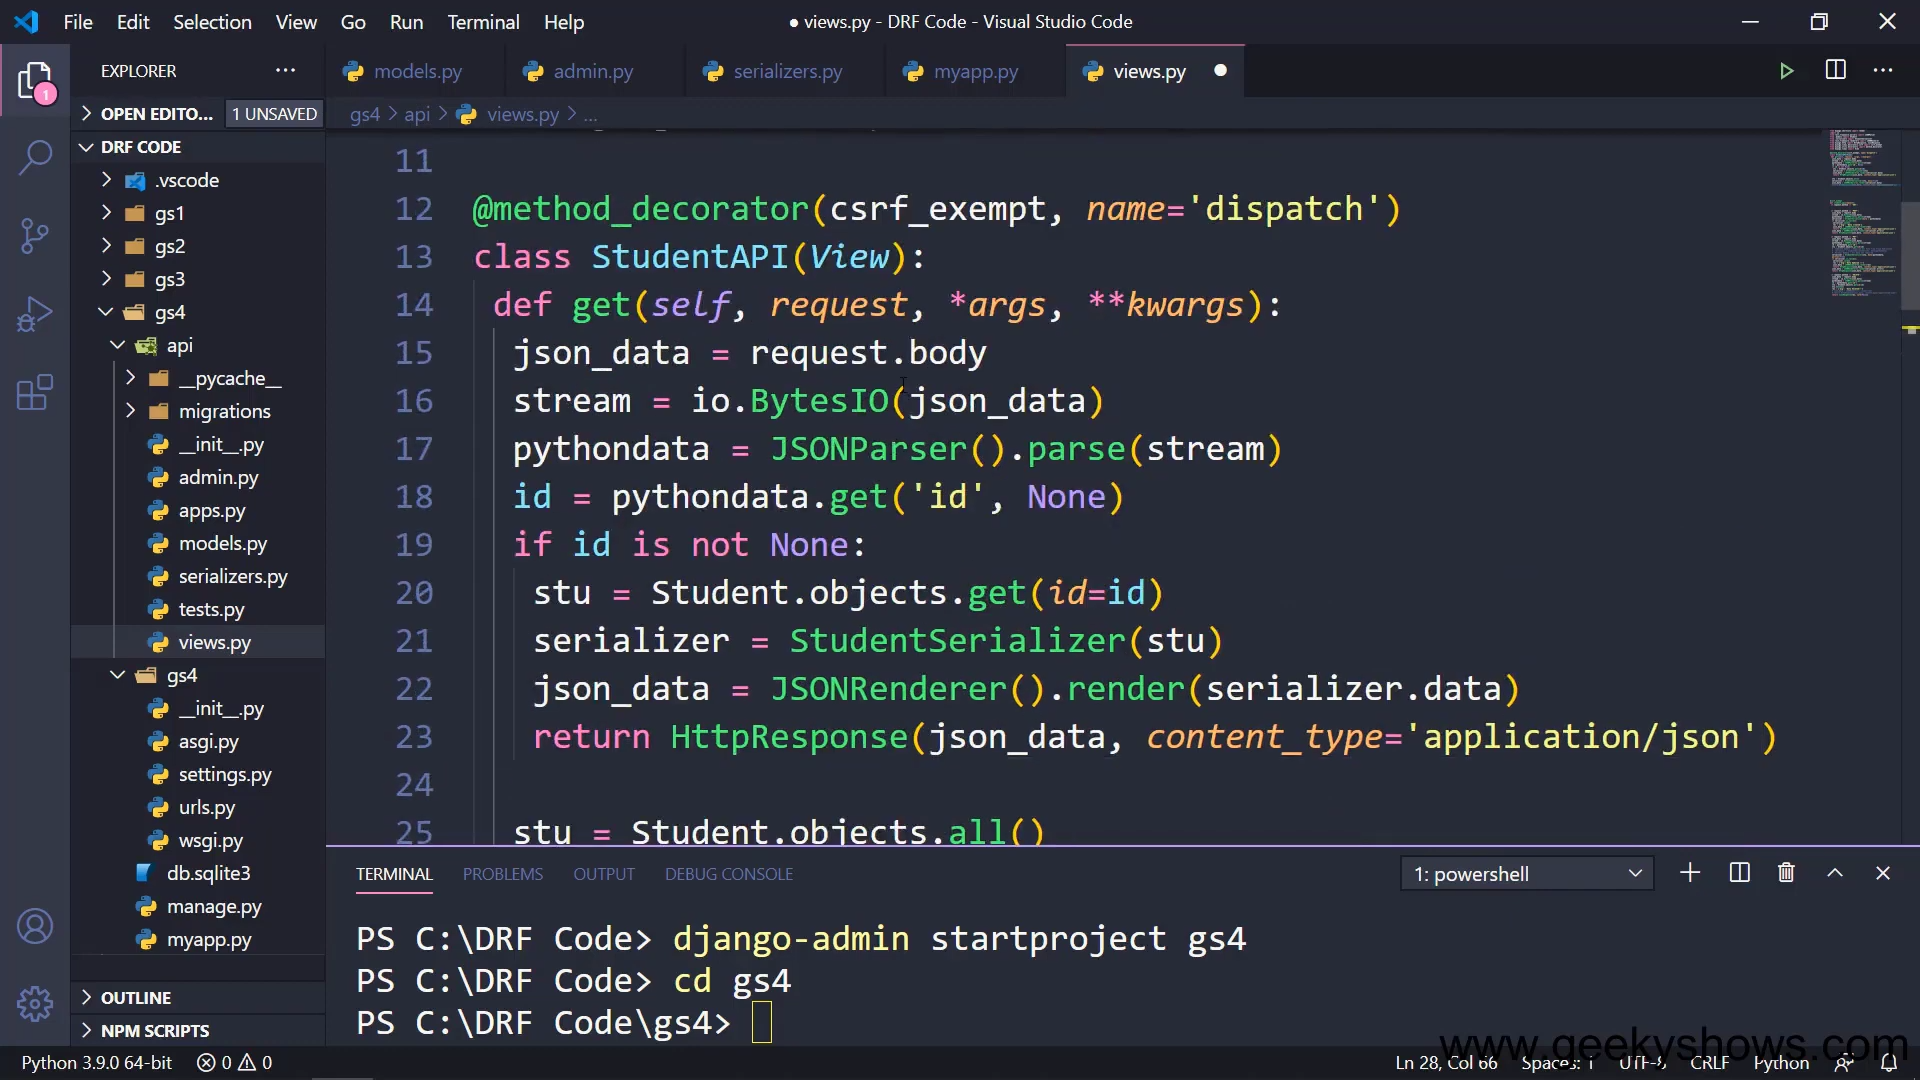 File Edit Selection View Go Run Terminal Help
● views.py - DRF Code - Visual Studio Code
EXPLORER
1
OPEN EDITO... 1 UNSAVED
DRF CODE
.vscode
gs1
gs2
gs3
gs4
api
__pycache__
migrations
__init__.py
admin.py
apps.py
models.py
serializers.py
tests.py
views.py
gs4
__init__.py
asgi.py
settings.py
urls.py
wsgi.py
db.sqlite3
manage.py
myapp.py
OUTLINE
NPM SCRIPTS
models.py admin.py serializers.py myapp.py views.py
gs4 > api > views.py > ...
11
12 @method_decorator(csrf_exempt, name='dispatch')
13 class StudentAPI(View):
14 def get(self, request, *args, **kwargs):
15 json_data = request.body
16 stream = io.BytesIO(json_data)
17 pythondata = JSONParser().parse(stream)
18 id = pythondata.get('id', None)
19 if id is not None:
20 stu = Student.objects.get(id=id)
21 serializer = StudentSerializer(stu)
22 json_data = JSONRenderer().render(serializer.data)
23 return HttpResponse(json_data, content_type='application/json')
24
25 stu = Student.objects.all()
TERMINAL PROBLEMS OUTPUT DEBUG CONSOLE 1: powershell
PS C:\DRF Code> django-admin startproject gs4
PS C:\DRF Code> cd gs4
PS C:\DRF Code\gs4>
www.geekyshows.com
Python 3.9.0 64-bit 0 0 Ln 28, Col 66 Spaces: 1 UTF-8 CRLF Python